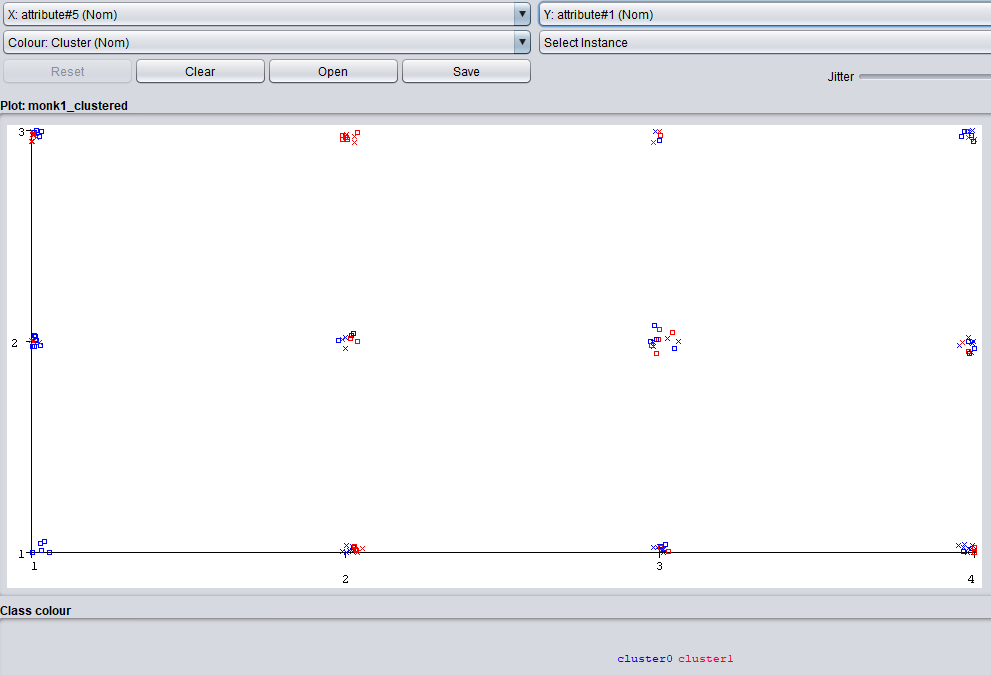 X: attribute#5 (Nom) Y: attribute#1 (Nom)
Colour: Cluster (Nom) Select Instance
Reset Clear Open Save Jitter
Plot: monk1_clustered
3
2
1
1 2 3 4
Class colour
cluster0 cluster1